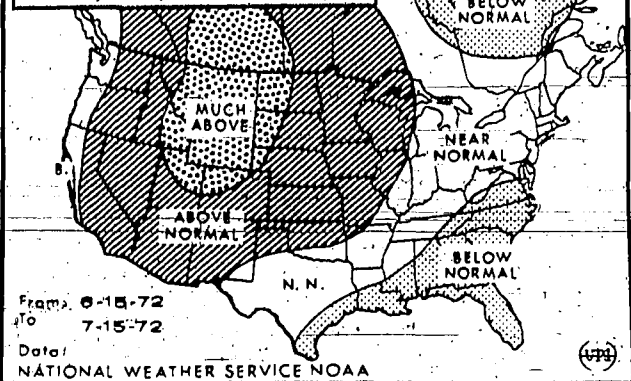 BELOW
NORMAL
MUCH
ABOVE
NEAR
NORMAL
B.
ABOVE
NORMAL
BELOW
NORMAL
N. N.
From: 6-15-72
To 7-15-72
Data:
NATIONAL WEATHER SERVICE NOAA
UPI